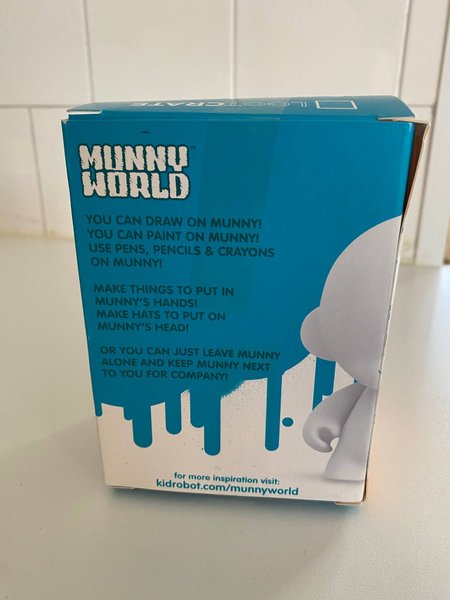 LOOTCRATE
MUNNY
WORLD
YOU CAN DRAW ON MUNNY!
YOU CAN PAINT ON MUNNY!
USE PENS, PENCILS & CRAYONS
ON MUNNY!
MAKE THINGS TO PUT IN
MUNNY'S HANDS!
MAKE HATS TO PUT ON
MUNNY'S HEAD!
OR YOU CAN JUST LEAVE MUNNY
ALONE AND KEEP MUNNY NEXT
TO YOU FOR COMPANY!
for more inspiration visit:
kidrobot.com/munnyworld